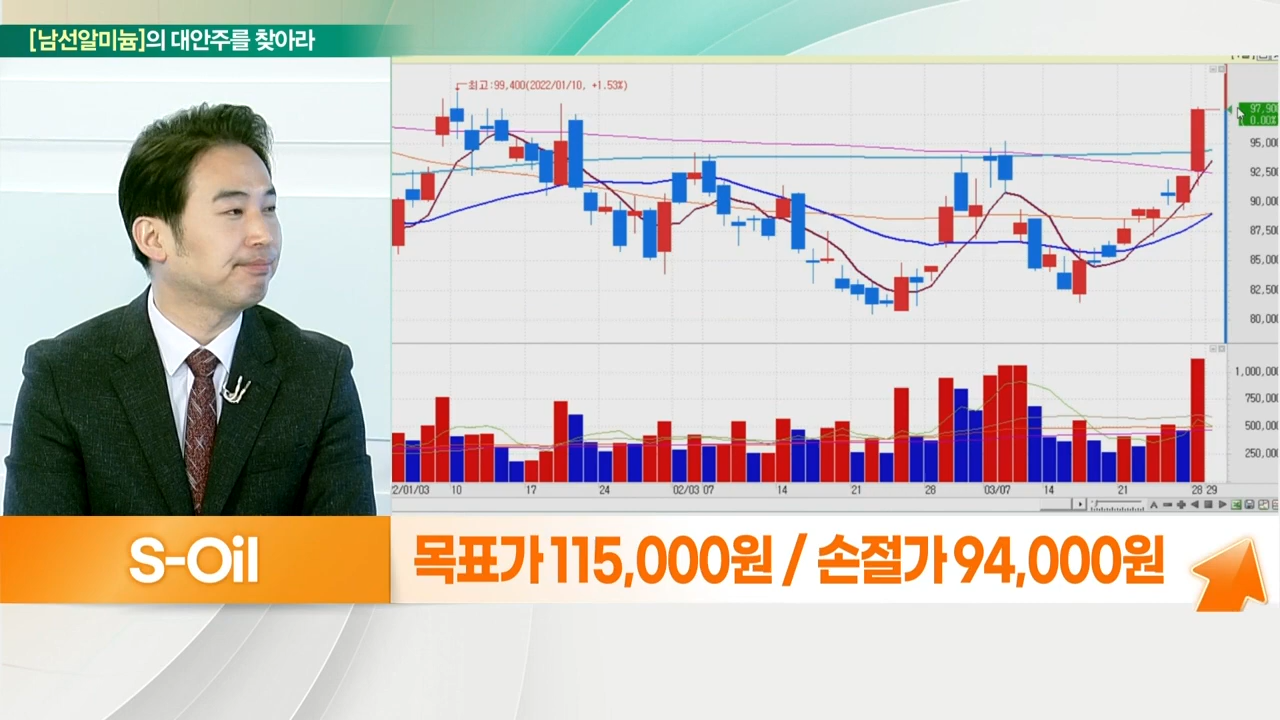 [남선알미늄]의 대안주를 찾아라
최고:99,400(2022/01/10, +1.53%)
97,900
0.00%
95,000
92,500
90,000
87,500
85,000
82,500
80,000
1,000,000
750,000
500,000
250,000
2/01/03 10 17 24 02/03 07 14 21 28 03/07 14 21 28 29
S-Oil
목표가 115,000원 / 손절가 94,000원